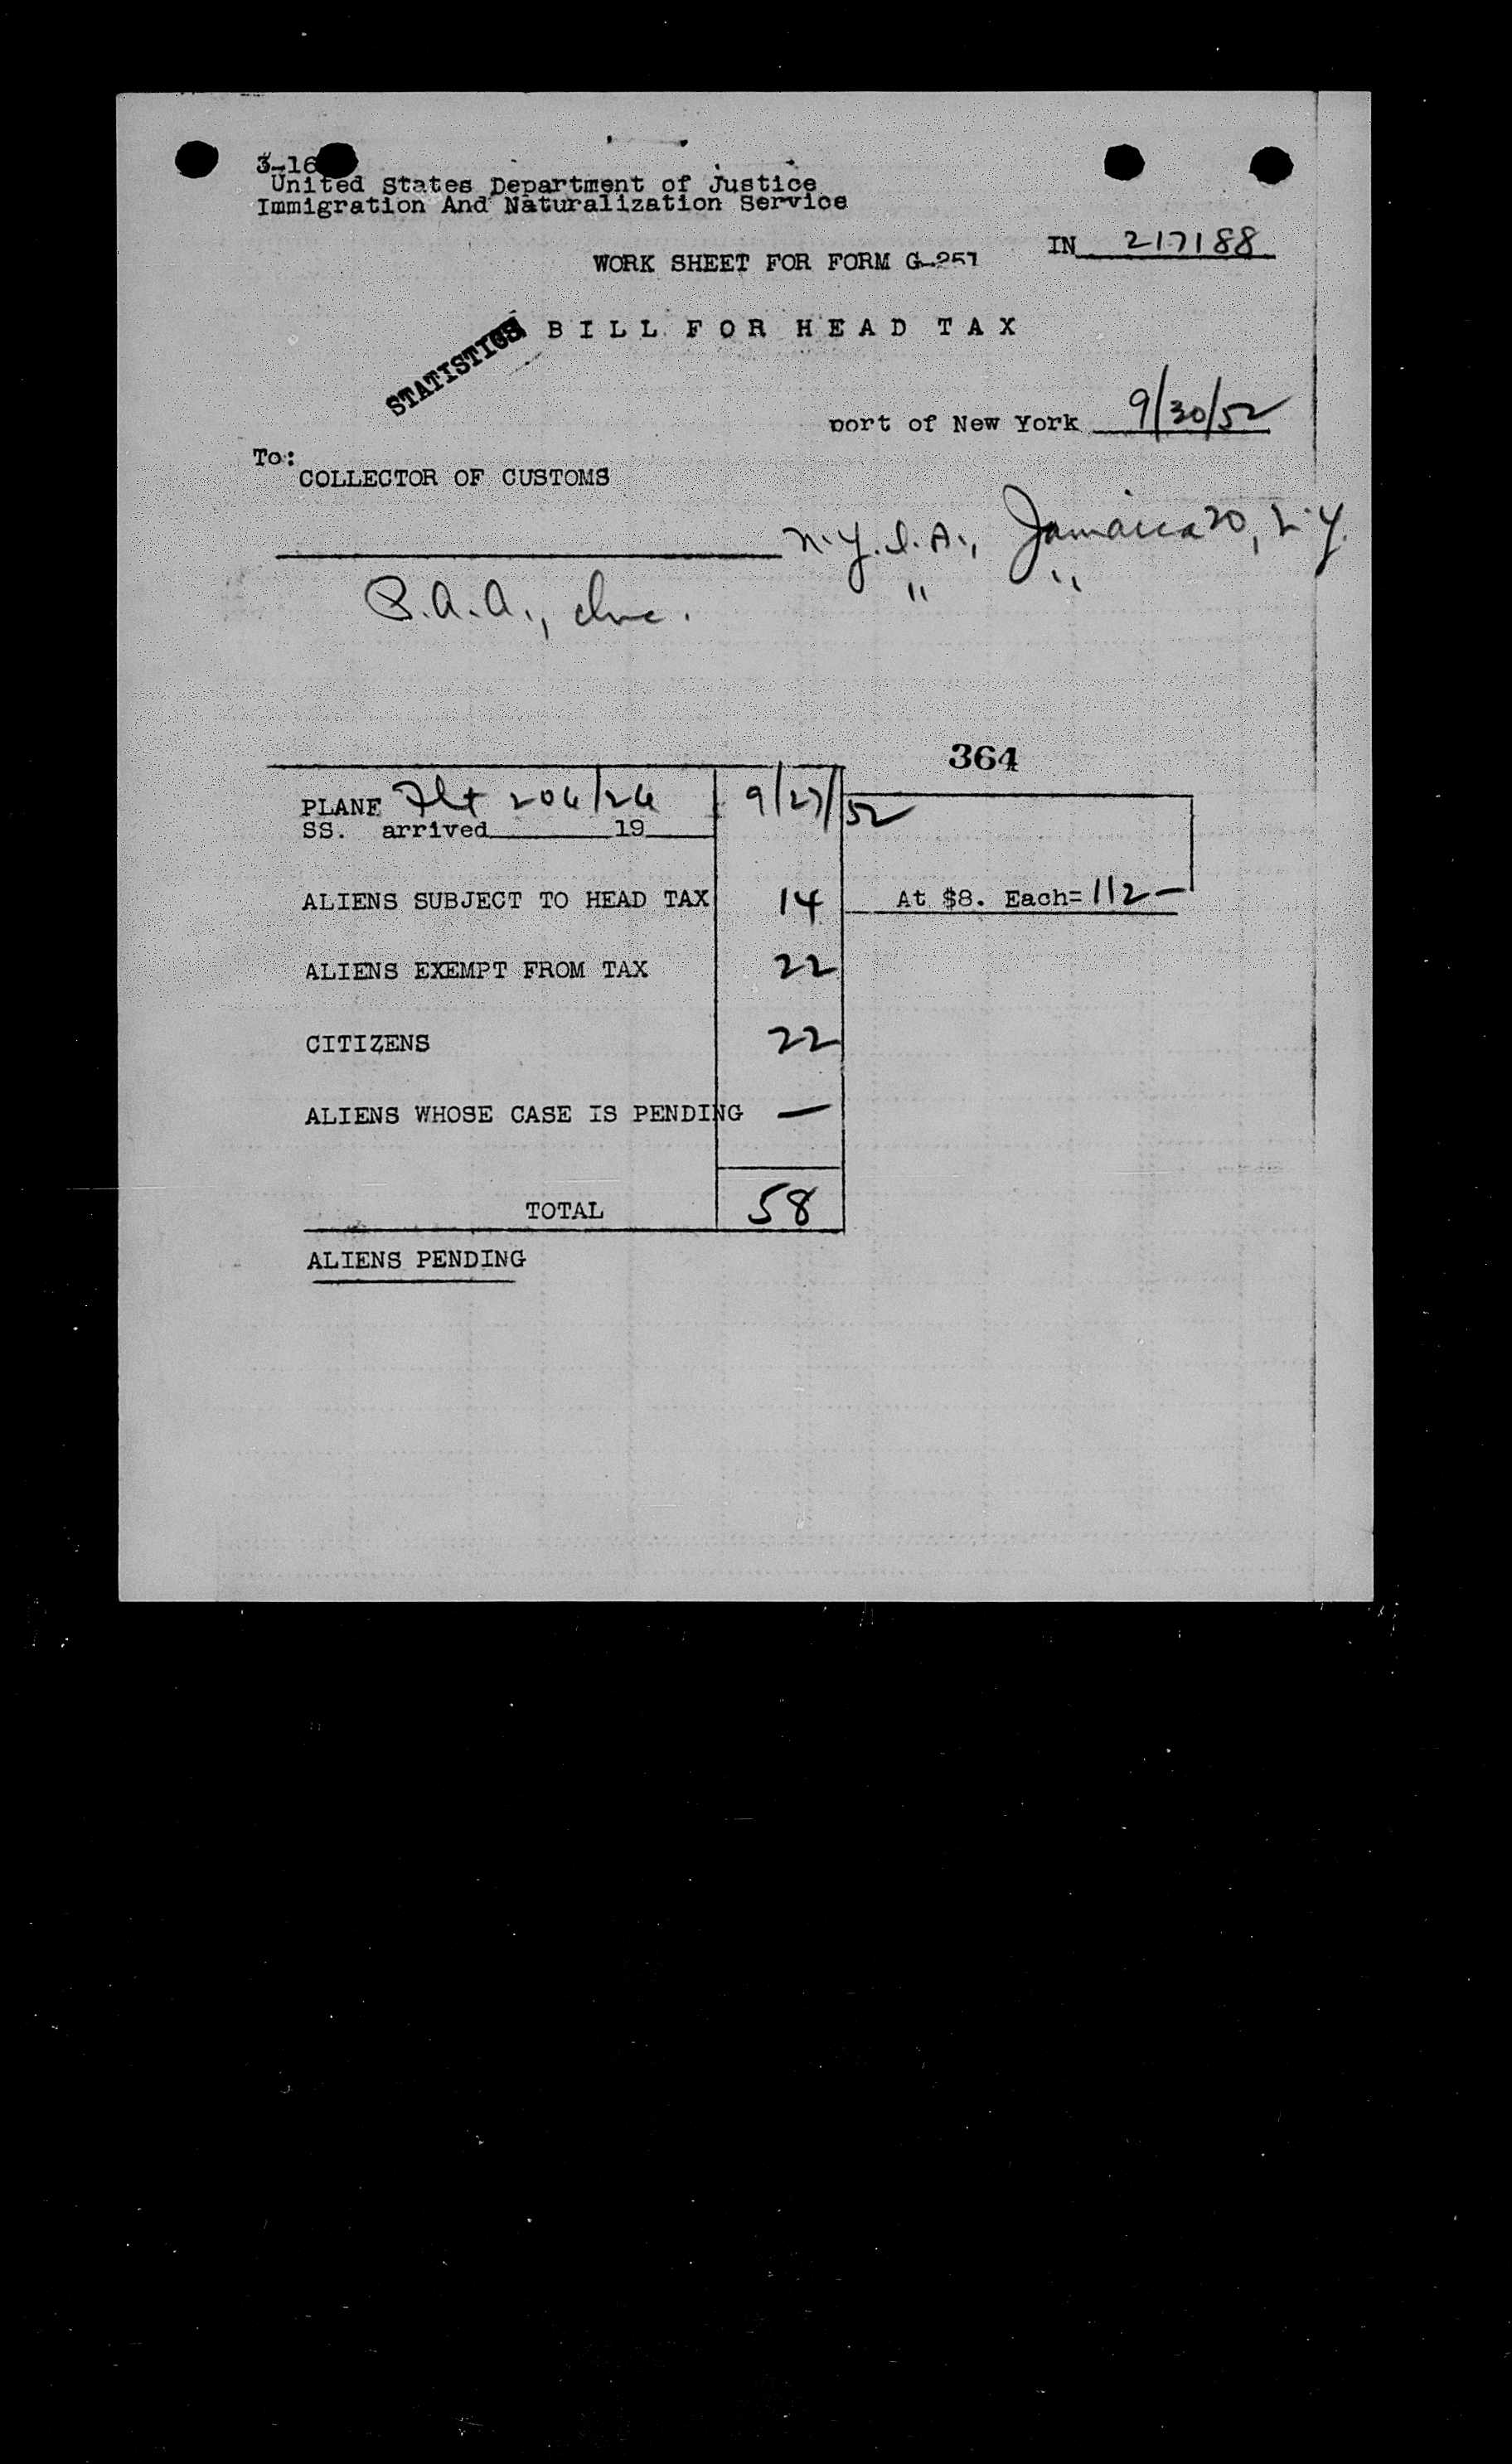 3-16
United States Department of Justice
Immigration And Naturalization Service
IN 217188
WORK SHEET FOR FORM G-251
STATISTICS
BILL FOR HEAD TAX
port of New York 9/30/52
To:
COLLECTOR OF CUSTOMS
N.Y.I.A., Jamaica 20, L.Y.
P.A.A., Inc. " "
364
PLANE Flt 206/26 9/27/52
SS. arrived 19
ALIENS SUBJECT TO HEAD TAX 14 At $8. Each= 112 —
ALIENS EXEMPT FROM TAX 22
CITIZENS 22
ALIENS WHOSE CASE IS PENDING —
TOTAL 58
ALIENS PENDING